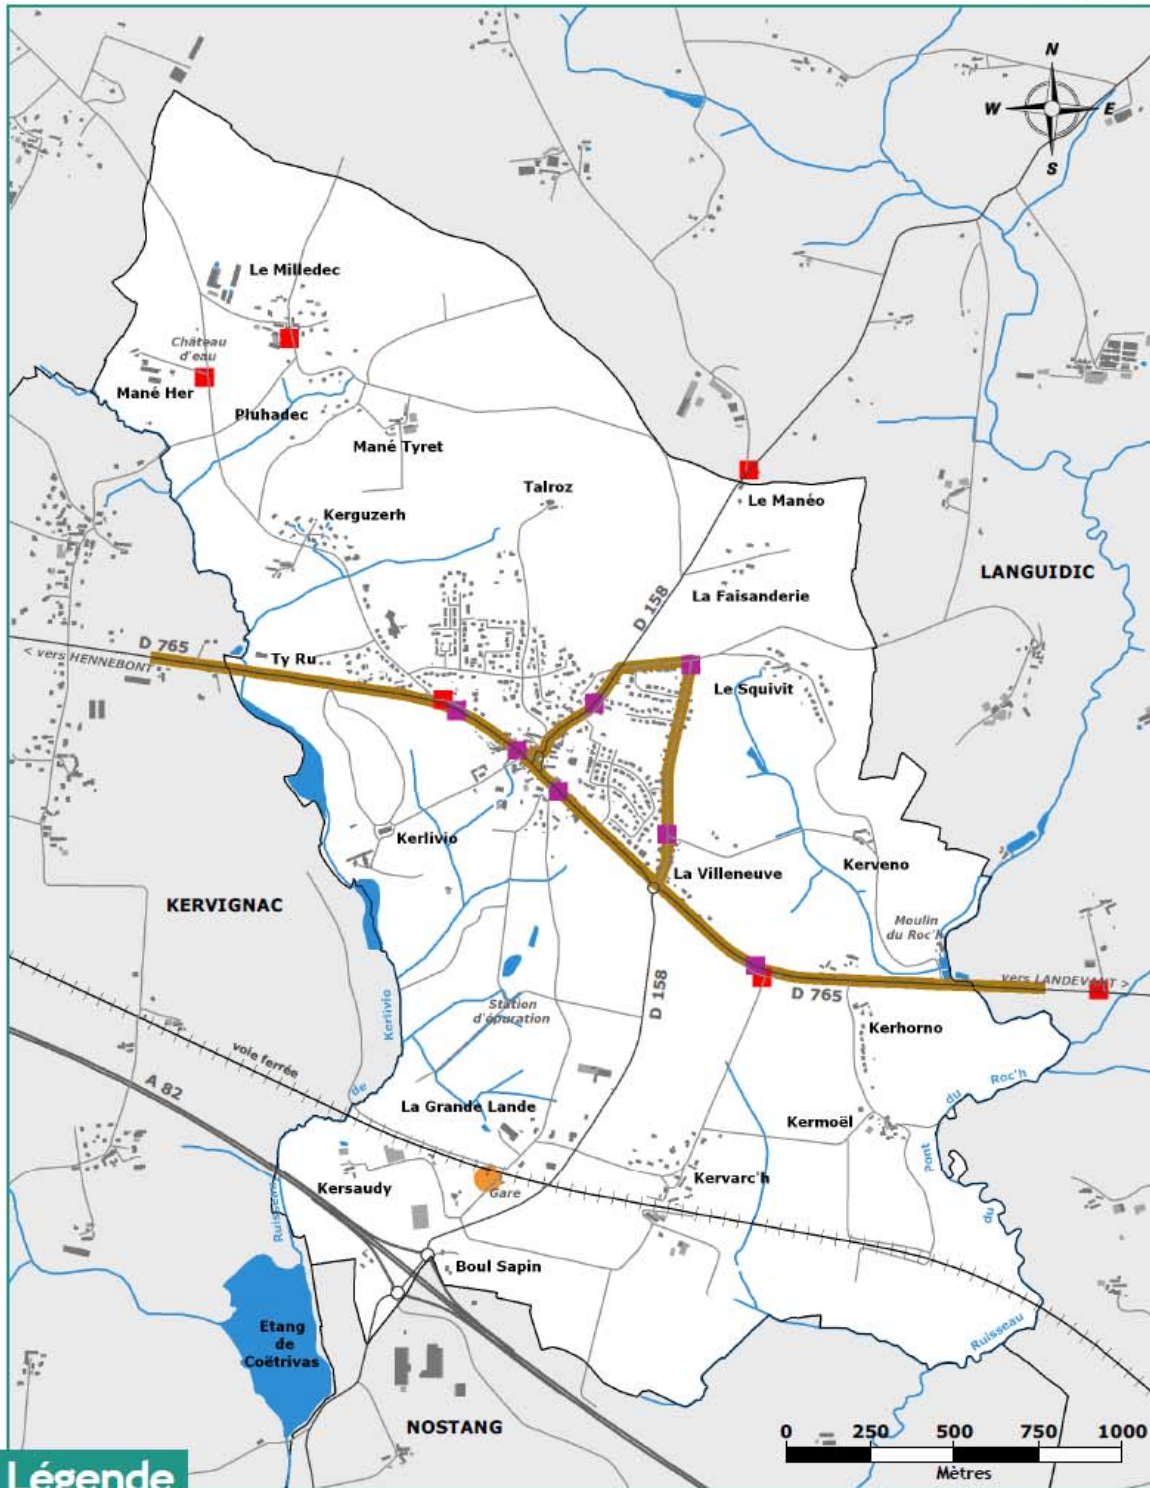 N
W
E
S
Le Milledec
Château
d'eau
Mané Her
Pluhadec
Mané Tyret
Talroz
Le Manéo
Kerguzerh
LANGUIDIC
D 158
La Faisanderie
D 765
< vers HENNEBONT
Ty Ru
Le Squivit
Kerlivio
Kerveno
La Villeneuve
KERVIGNAC
Moulin
du Roc'h
vers LANDEVANT >
D 765
D 158
Station
d'épuration
Kerhorno
Kerlivio
de
Ruisseau
voie ferrée
A 82
La Grande Lande
Roc'h
du
Pont
du
Ruisseau
Kermoël
Kersaudy
Gare
Kervarc'h
Boul Sapin
Etang
de
Coëtrivas
NOSTANG
0 250 500 750 1000
Mètres
Légende